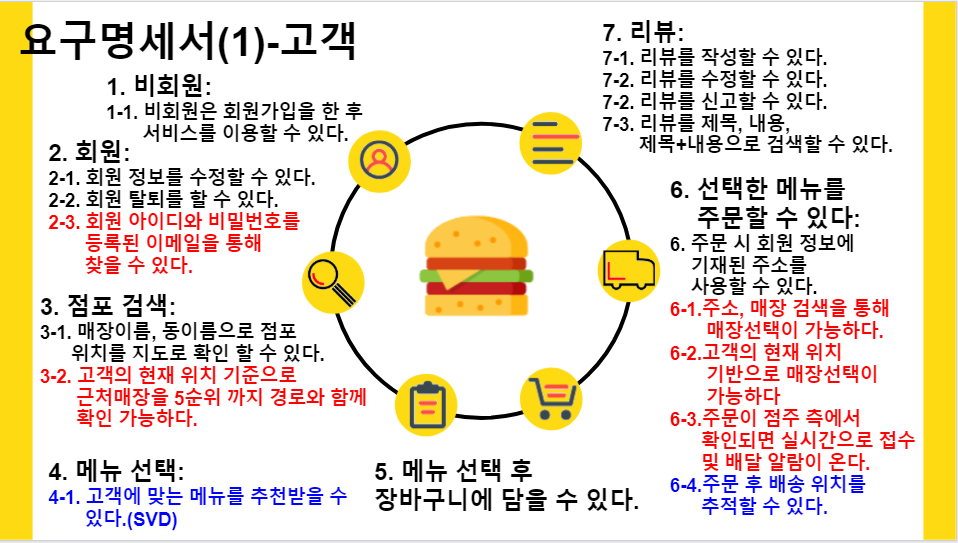 요구명세서(1)-고객
1. 비회원:
1-1. 비회원은 회원가입을 한 후
서비스를 이용할 수 있다.
2. 회원:
2-1. 회원 정보를 수정할 수 있다.
2-2. 회원 탈퇴를 할 수 있다.
2-3. 회원 아이디와 비밀번호를
등록된 이메일을 통해
찾을 수 있다.
3. 점포 검색:
3-1. 매장이름, 동이름으로 점포
위치를 지도로 확인 할 수 있다.
3-2. 고객의 현재 위치 기준으로
근처매장을 5순위 까지 경로와 함께
확인 가능하다.
4. 메뉴 선택:
4-1. 고객에 맞는 메뉴를 추천받을 수
있다.(SVD)
5. 메뉴 선택 후
장바구니에 담을 수 있다.
6. 선택한 메뉴를
주문할 수 있다:
6. 주문 시 회원 정보에
기재된 주소를
사용할 수 있다.
6-1.주소, 매장 검색을 통해
매장선택이 가능하다.
6-2.고객의 현재 위치
기반으로 매장선택이
가능하다
6-3.주문이 점주 측에서
확인되면 실시간으로 접수
및 배달 알람이 온다.
6-4.주문 후 배송 위치를
추적할 수 있다.
7. 리뷰:
7-1. 리뷰를 작성할 수 있다.
7-2. 리뷰를 수정할 수 있다.
7-2. 리뷰를 신고할 수 있다.
7-3. 리뷰를 제목, 내용,
제목+내용으로 검색할 수 있다.